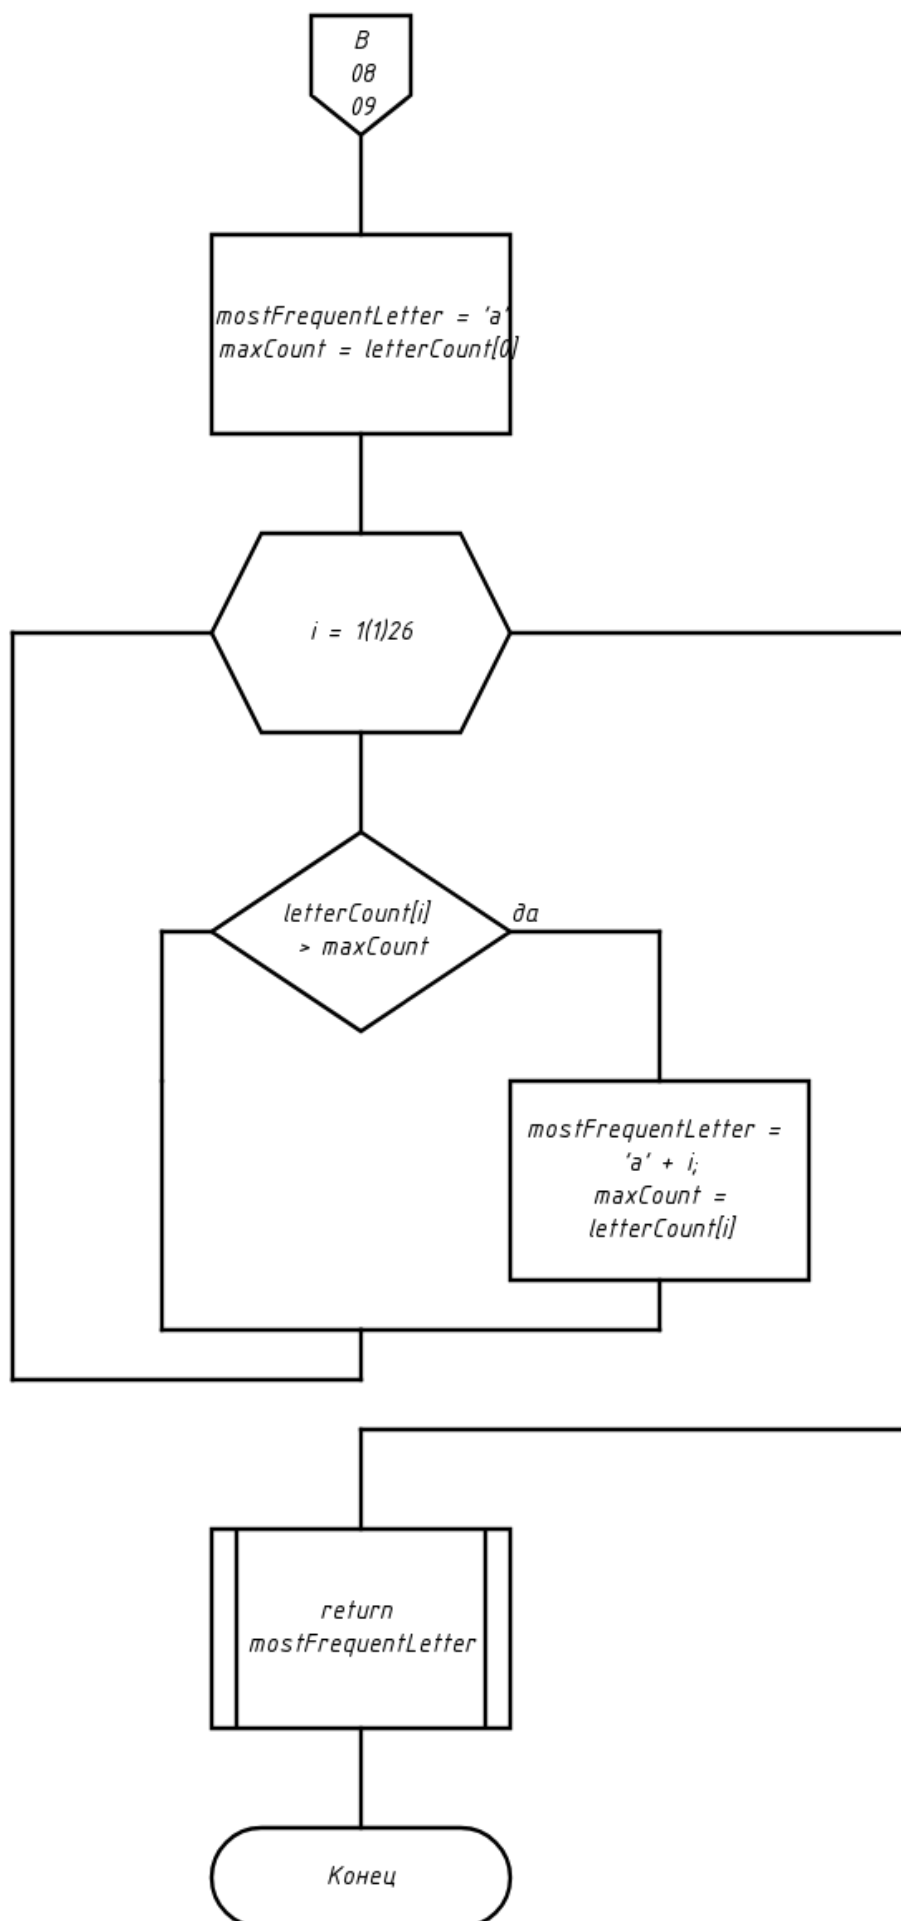 В
08
09
mostFrequentLetter = 'a'
maxCount = letterCount[0]
i = 1(1)26
letterCount[i]
> maxCount
да
mostFrequentLetter =
'a' + i;
maxCount =
letterCount[i]
return
mostFrequentLetter
Конец